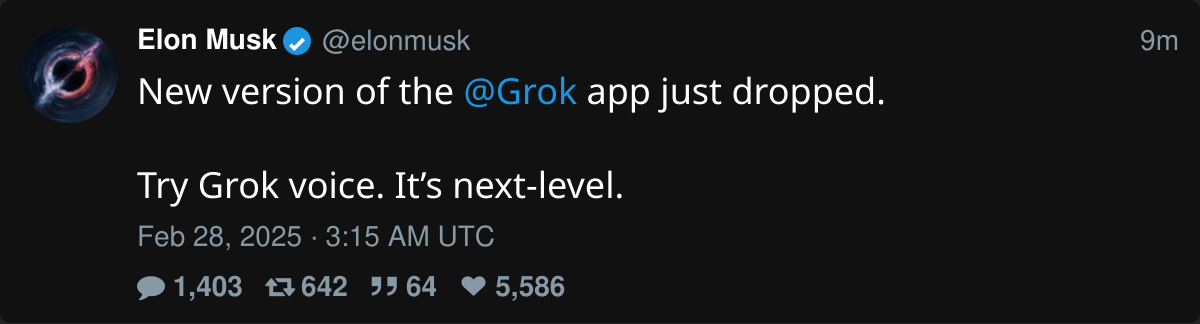 Elon Musk @elonmusk 9m
New version of the @Grok app just dropped.
Try Grok voice. It’s next-level.
Feb 28, 2025 · 3:15 AM UTC
1,403 642 64 5,586